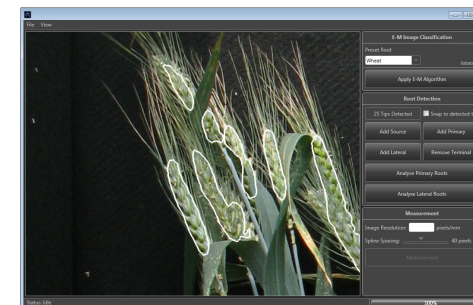 File View
E-M Image Classification
Preset Root
Wheat
Apply E-M Algorithm
Root Detection
25 Tips Detected
Snap to detected
Add Source
Add Primary
Add Lateral
Remove Terminal
Analyse Primary Roots
Analyse Lateral Roots
Measurement
Image Resolution: pixels/mm
Spline Spacing: 40 pixels
Measurement
Status: Idle
100%